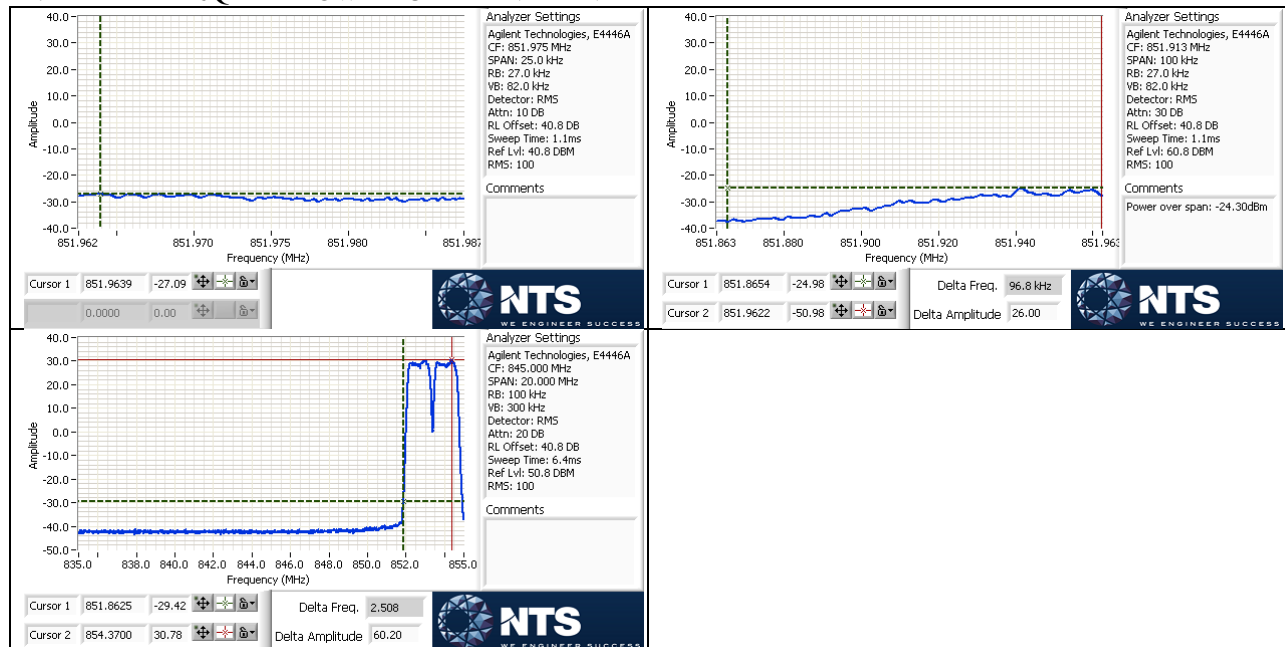 40.0
30.0
20.0
10.0
0.0
-10.0
-20.0
-30.0
-40.0
Amplitude
851.962 851.970 851.975 851.980 851.987
Frequency (MHz)
Analyzer Settings
Agilent Technologies, E4446A
CF: 851.975 MHz
SPAN: 25.0 kHz
RB: 27.0 kHz
VB: 82.0 kHz
Detector: RMS
Attn: 10 DB
RL Offset: 40.8 DB
Sweep Time: 1.1ms
Ref Lvl: 40.8 DBM
RMS: 100
Comments
Cursor 1 851.9639 -27.09
0.0000 0.00
NTS
WE ENGINEER SUCCESS
40.0
30.0
20.0
10.0
0.0
-10.0
-20.0
-30.0
-40.0
Amplitude
851.863 851.880 851.900 851.920 851.940 851.963
Frequency (MHz)
Analyzer Settings
Agilent Technologies, E4446A
CF: 851.913 MHz
SPAN: 100 kHz
RB: 27.0 kHz
VB: 82.0 kHz
Detector: RMS
Attn: 30 DB
RL Offset: 40.8 DB
Sweep Time: 1.1ms
Ref Lvl: 60.8 DBM
RMS: 100
Comments
Power over span: -24.30dBm
Cursor 1 851.8654 -24.98
Cursor 2 851.9622 -50.98
Delta Freq. 96.8 kHz
Delta Amplitude 26.00
NTS
WE ENGINEER SUCCESS
40.0
30.0
20.0
10.0
0.0
-10.0
-20.0
-30.0
-40.0
-50.0
Amplitude
835.0 838.0 840.0 842.0 844.0 846.0 848.0 850.0 852.0 855.0
Frequency (MHz)
Analyzer Settings
Agilent Technologies, E4446A
CF: 845.000 MHz
SPAN: 20.000 MHz
RB: 100 kHz
VB: 300 kHz
Detector: RMS
Attn: 20 DB
RL Offset: 40.8 DB
Sweep Time: 6.4ms
Ref Lvl: 50.8 DBM
RMS: 100
Comments
Cursor 1 851.8625 -29.42
Cursor 2 854.3700 30.78
Delta Freq. 2.508
Delta Amplitude 60.20
NTS
WE ENGINEER SUCCESS